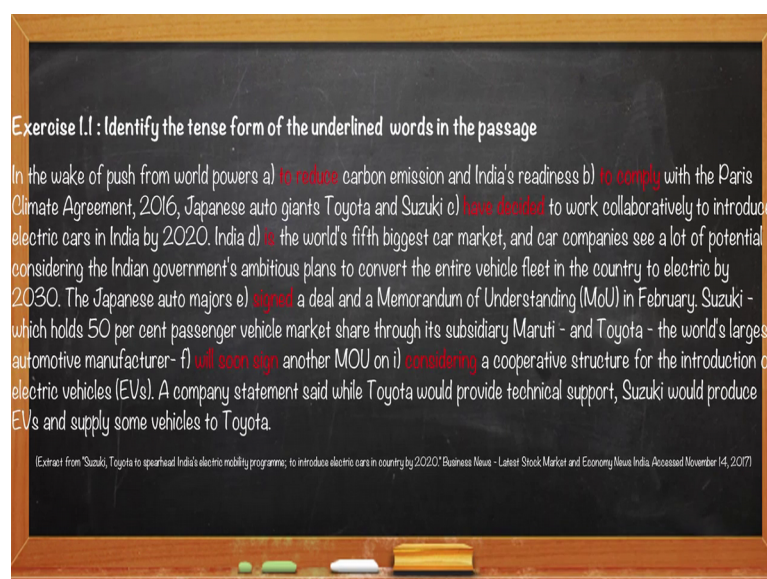 Exercise 1.1 : Identify the tense form of the underlined words in the passage
In the wake of push from world powers a) to reduce carbon emission and India's readiness b) to comply with the Paris
Climate Agreement, 2016, Japanese auto giants Toyota and Suzuki c) have decided to work collaboratively to introduce
electric cars in India by 2020. India d) is the world's fifth biggest car market, and car companies see a lot of potential
considering the Indian government's ambitious plans to convert the entire vehicle fleet in the country to electric by
2030. The Japanese auto majors e) signed a deal and a Memorandum of Understanding (MoU) in February. Suzuki -
which holds 50 per cent passenger vehicle market share through its subsidiary Maruti - and Toyota - the world's larges
automotive manufacturer- f) will soon sign another MOU on i) considering a cooperative structure for the introduction o
electric vehicles (EVs). A company statement said while Toyota would provide technical support, Suzuki would produce
EVs and supply some vehicles to Toyota.
(Extract from "Suzuki, Toyota to spearhead India's electric mobility programme; to introduce electric cars in country by 2020." Business News - Latest Stock Market and Economy News India. Accessed November 14, 2017)